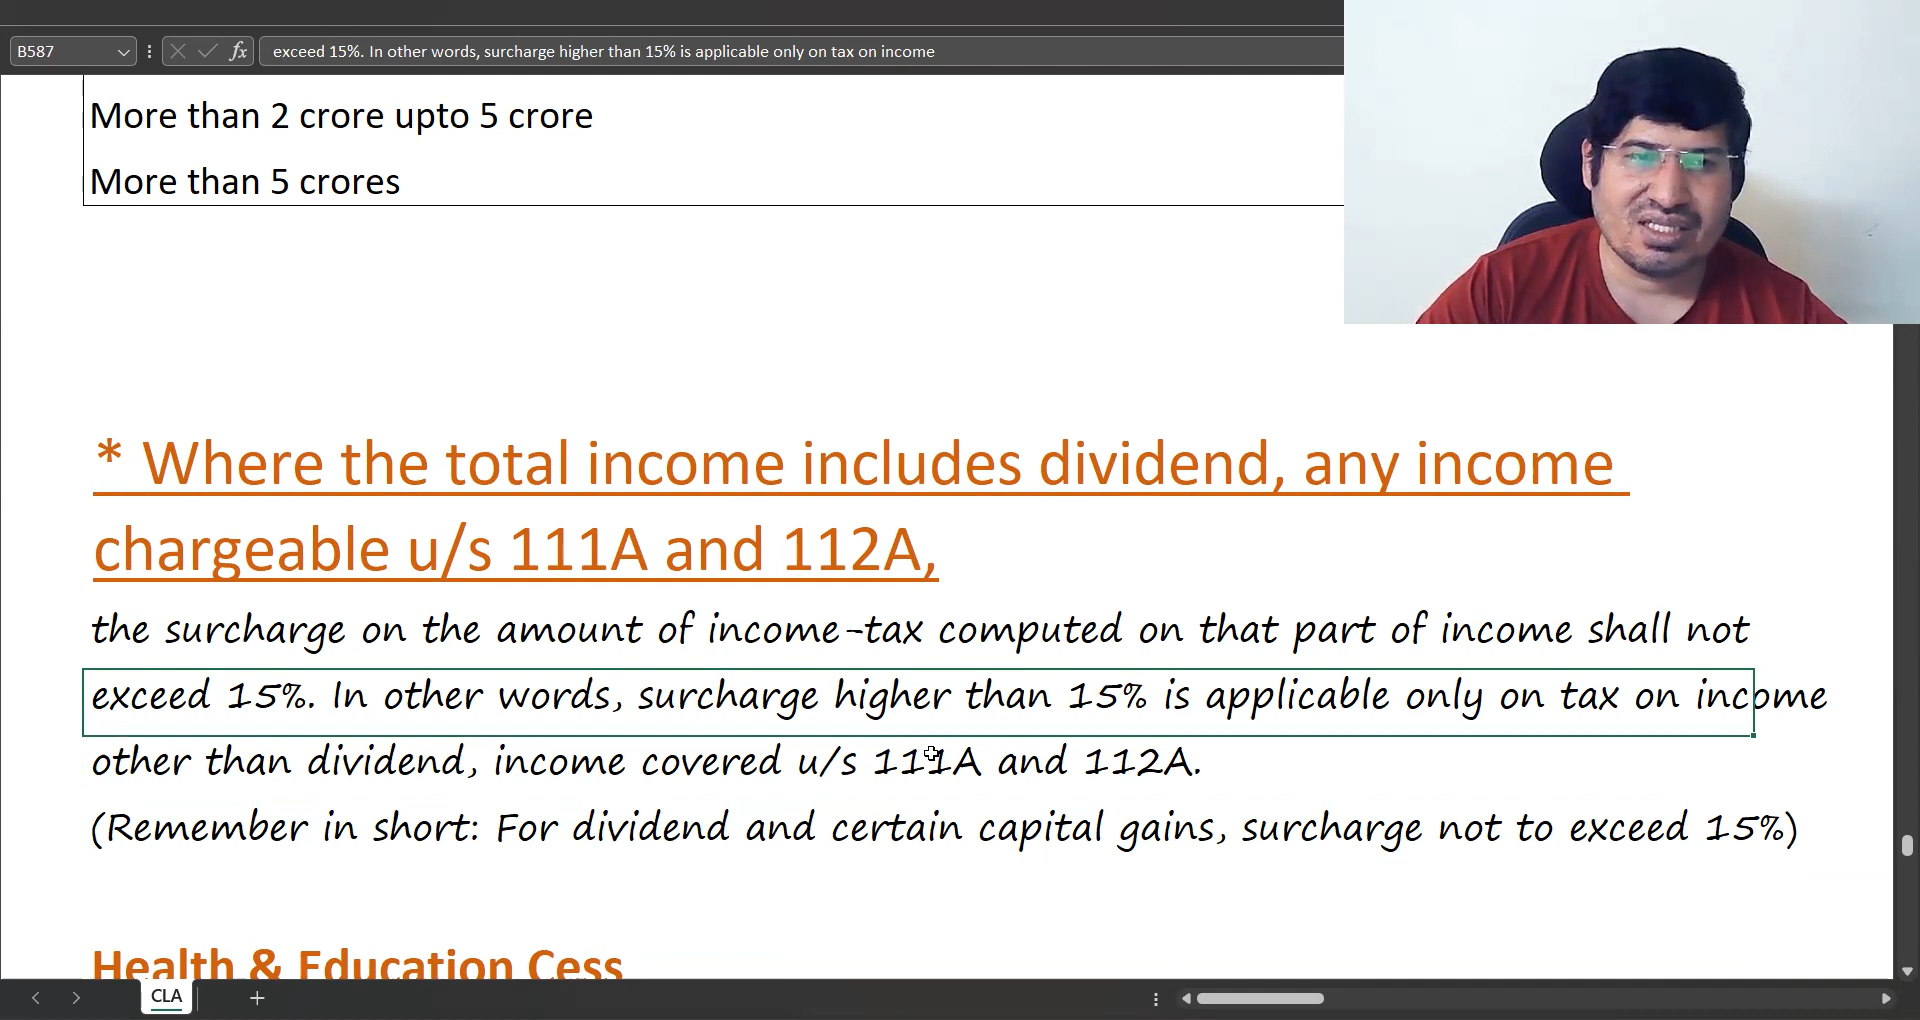 B587
fx
exceed 15%. In other words, surcharge higher than 15% is applicable only on tax on income
More than 2 crore upto 5 crore
More than 5 crores
* Where the total income includes dividend, any income
chargeable u/s 111A and 112A,
the surcharge on the amount of income-tax computed on that part of income shall not
exceed 15%. In other words, surcharge higher than 15% is applicable only on tax on income
other than dividend, income covered u/s 111A and 112A.
(Remember in short: For dividend and certain capital gains, surcharge not to exceed 15%)
Health & Education Cess
CLA